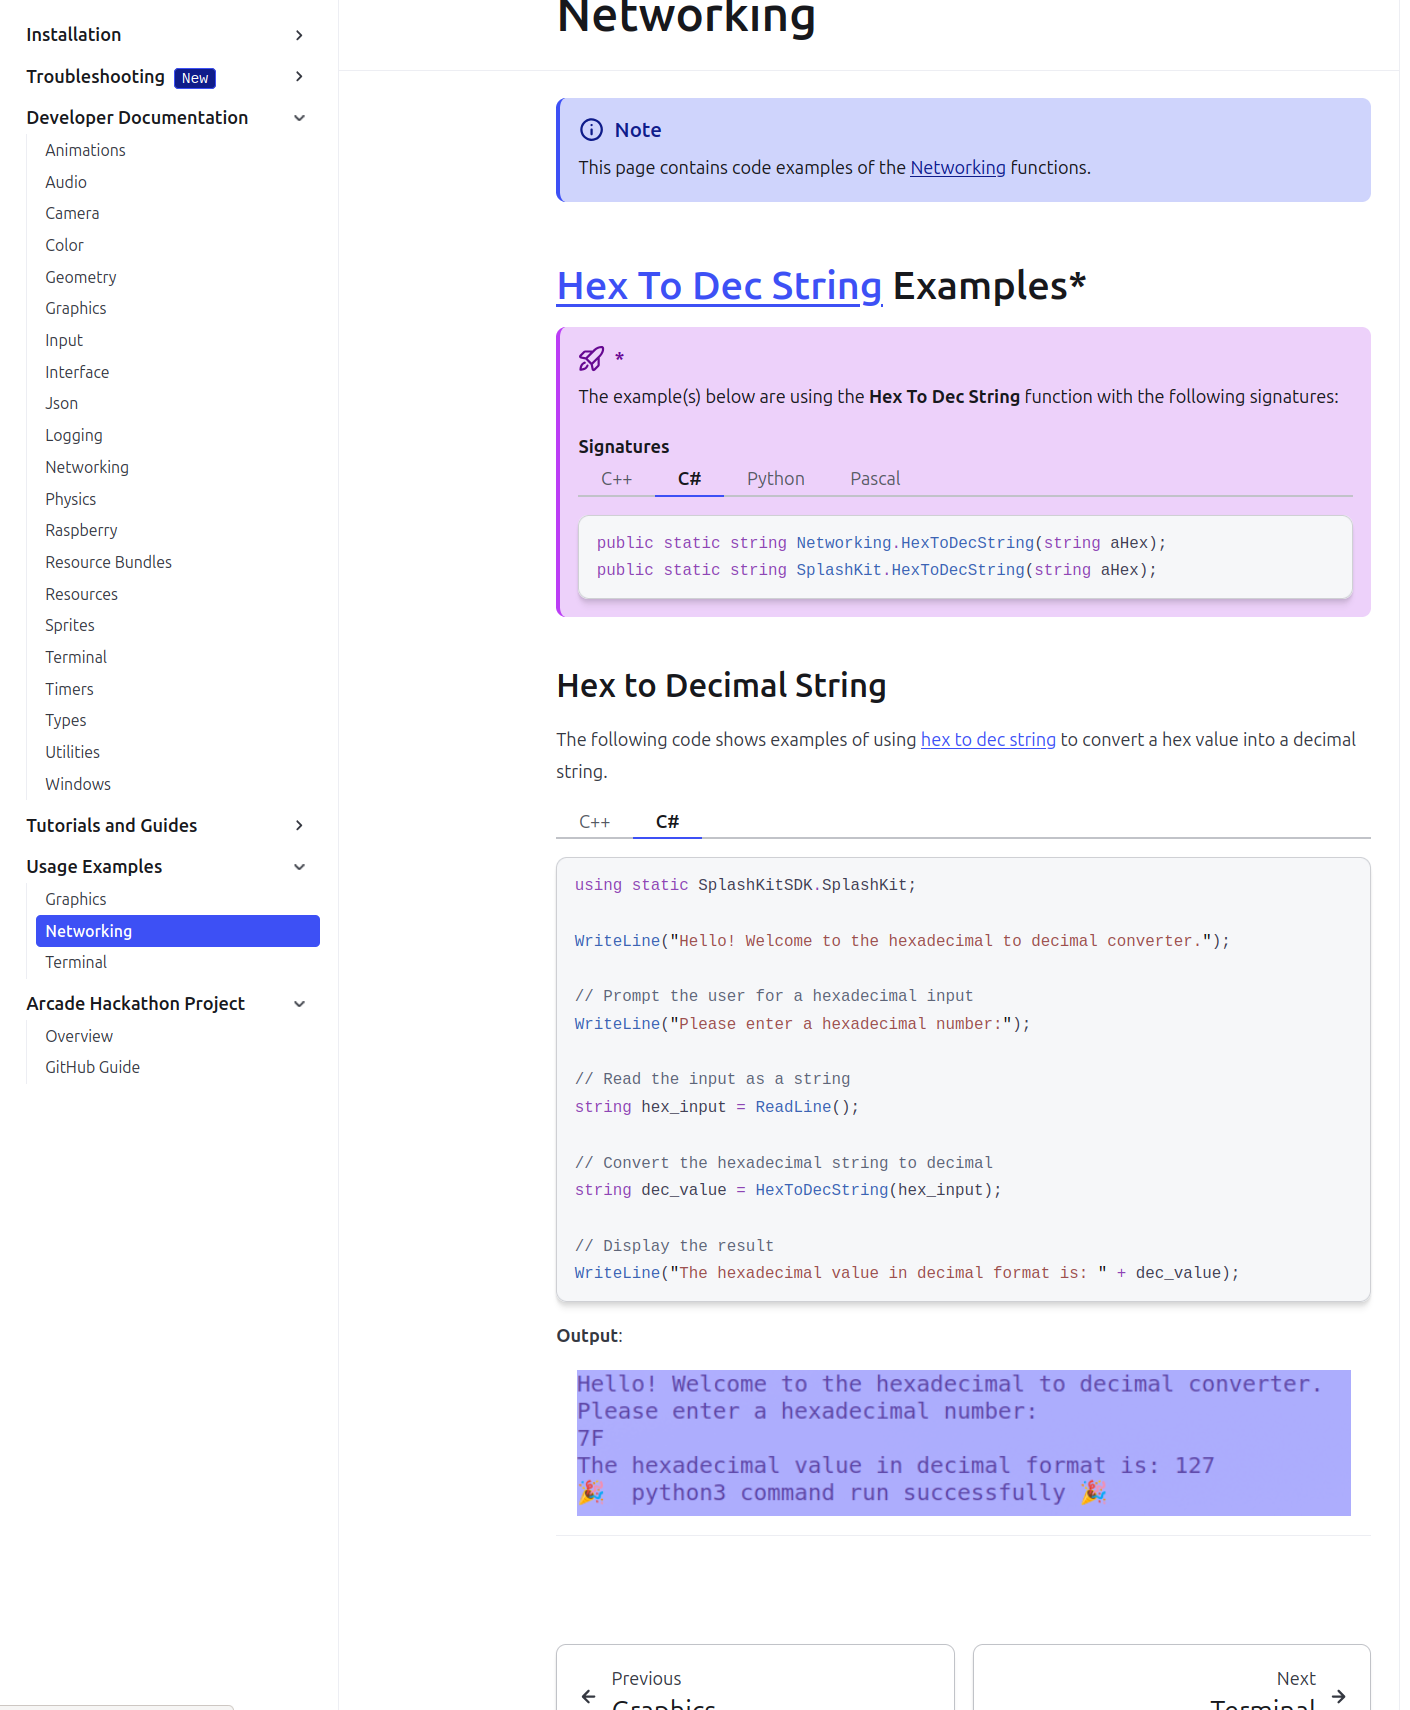 Installation
Troubleshooting New
Developer Documentation
Animations
Audio
Camera
Color
Geometry
Graphics
Input
Interface
Json
Logging
Networking
Physics
Raspberry
Resource Bundles
Resources
Sprites
Terminal
Timers
Types
Utilities
Windows
Tutorials and Guides
Usage Examples
Graphics
Networking
Terminal
Arcade Hackathon Project
Overview
GitHub Guide
Networking
Note
This page contains code examples of the Networking functions.
Hex To Dec String Examples*
*
The example(s) below are using the Hex To Dec String function with the following signatures:
Signatures
C++ C# Python Pascal
public static string Networking.HexToDecString(string aHex);
public static string SplashKit.HexToDecString(string aHex);
Hex to Decimal String
The following code shows examples of using hex to dec string to convert a hex value into a decimal
string.
C++ C#
using static SplashKitSDK.SplashKit;
WriteLine("Hello! Welcome to the hexadecimal to decimal converter.");
// Prompt the user for a hexadecimal input
WriteLine("Please enter a hexadecimal number:");
// Read the input as a string
string hex_input = ReadLine();
// Convert the hexadecimal string to decimal
string dec_value = HexToDecString(hex_input);
// Display the result
WriteLine("The hexadecimal value in decimal format is: " + dec_value);
Output:
Hello! Welcome to the hexadecimal to decimal converter.
Please enter a hexadecimal number:
7F
The hexadecimal value in decimal format is: 127
🎉 python3 command run successfully 🎉
Previous
Graphics
Next
Terminal